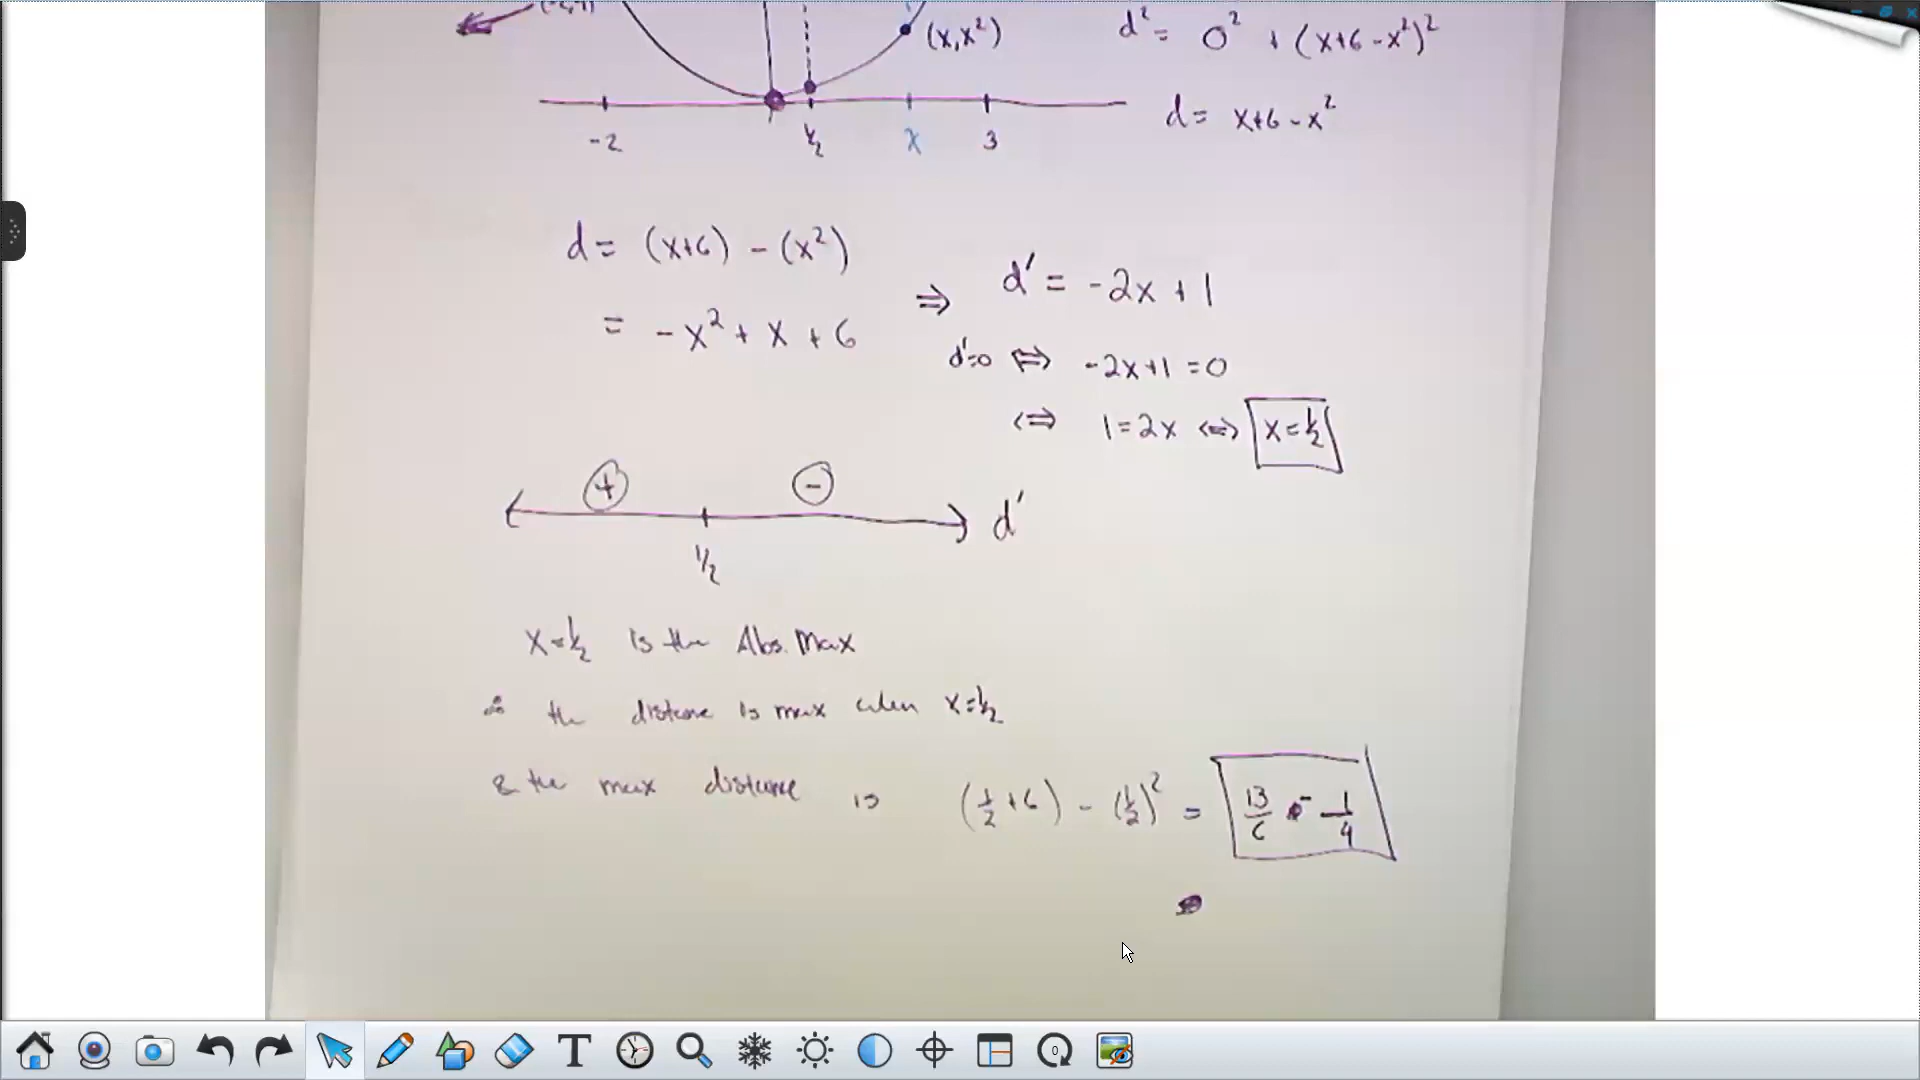 (x,x²)
d² = 0² + (x+6-x²)²
d = x+6-x²
-2 ½ x 3
d = (x+6) - (x²)
= -x² + x + 6
⇒ d' = -2x + 1
d'=0 ⇔ -2x+1 = 0
⇔ 1=2x ⇔ x=½
+ -
d'
1/2
x=½ is the Abs. Max
∴ the distance is max when x=½
& the max distance is (1/2 + 6) - (½)² = 13/6 - 1/4
T
0